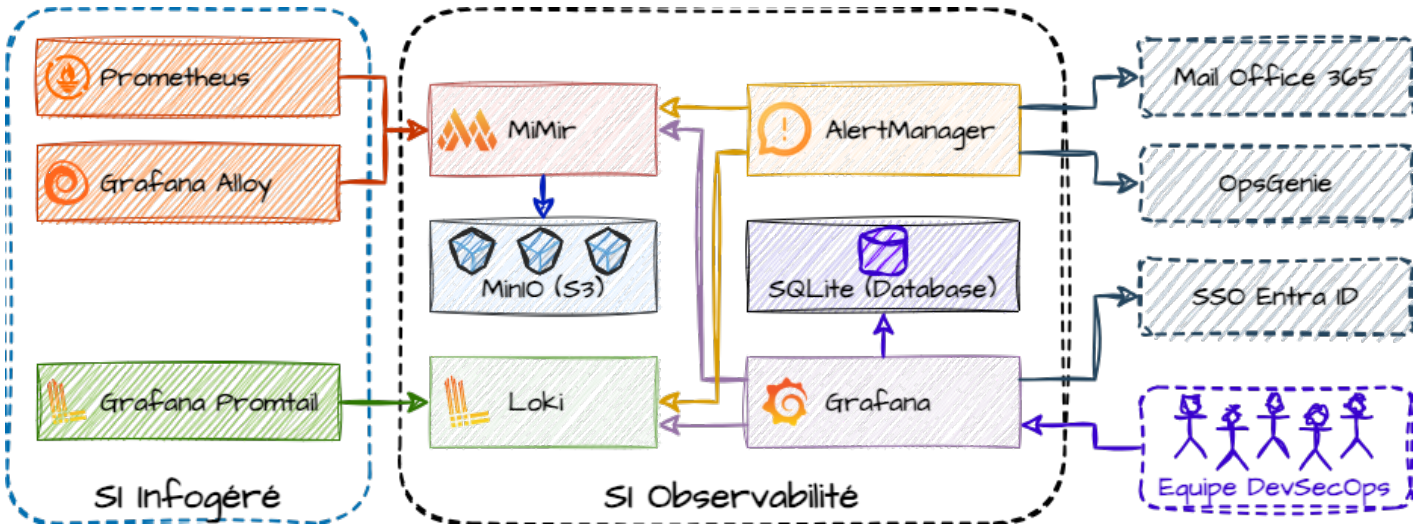 Prometheus
Grafana Alloy
Grafana Promtail
SI Infogéré
MiMir
MinIO (S3)
Loki
AlertManager
SQLite (Database)
Grafana
SI Observabilité
Mail Office 365
OpsGenie
SSO Entra ID
Equipe DevSecOps